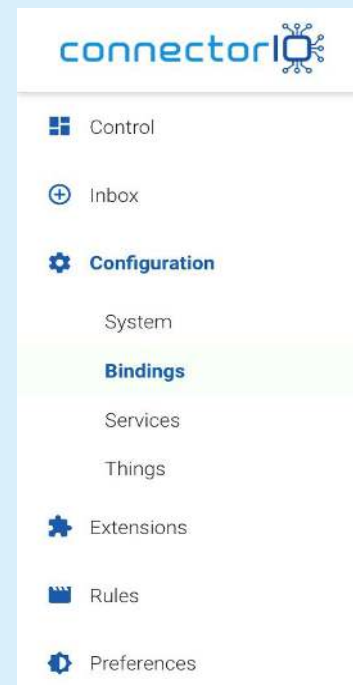 connectorIO
Control
Inbox
Configuration
System
Bindings
Services
Things
Extensions
Rules
Preferences